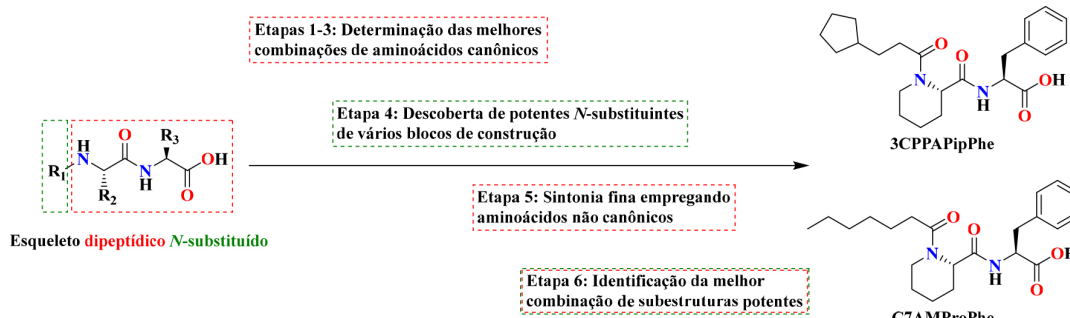 Etapas 1-3: Determinação das melhores
combinações de aminoácidos canônicos
Etapa 4: Descoberta de potentes N-substituintes
de vários blocos de construção
Etapa 5: Sintonia fina empregando
aminoácidos não canônicos
Etapa 6: Identificação da melhor
combinação de subestruturas potentes
R1
H
N
R2
O
N
H
R3
OH
O
Esqueleto dipeptídico N-substituído
O
N
O
N
H
OH
O
3CPPAPipPhe
O
N
O
N
H
OH
O
C7AMProPhe